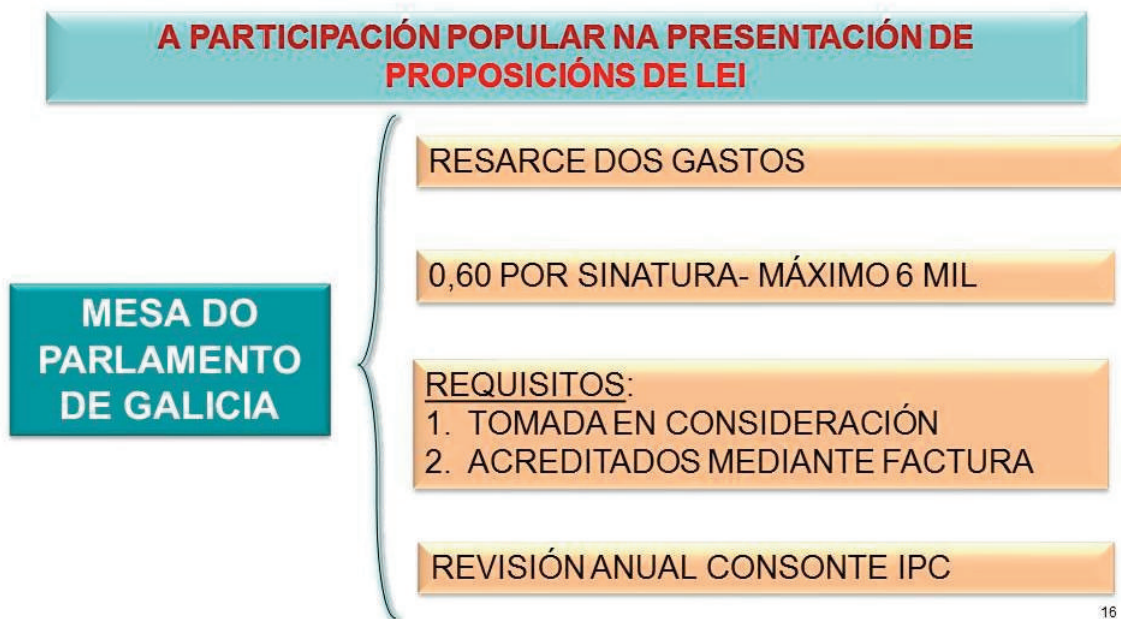 A PARTICIPACIÓN POPULAR NA PRESENTACIÓN DE
PROPOSICIÓNS DE LEI
MESA DO
PARLAMENTO
DE GALICIA
RESARCE DOS GASTOS
0,60 POR SINATURA- MÁXIMO 6 MIL
REQUISITOS:
1. TOMADA EN CONSIDERACIÓN
2. ACREDITADOS MEDIANTE FACTURA
REVISIÓN ANUAL CONSONTE IPC
16